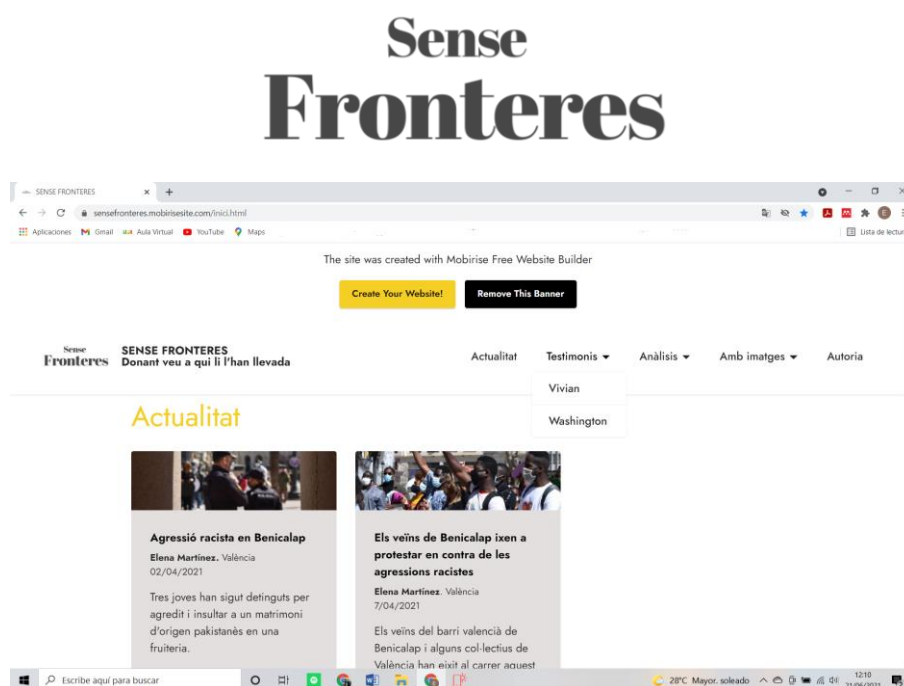 Sense
Fronteres
SENSE FRONTERES
sensefronteres.mobirisesite.com/inici.html
Aplicaciones Gmail Aula Virtual YouTube Maps Lista de lectur
The site was created with Mobirise Free Website Builder
Create Your Website! Remove This Banner
Sense
Fronteres
SENSE FRONTERES
Donant veu a qui li l'han llevada
Actualitat Testimonis Anàlisis Amb imatges Autoria
Vivian
Washington
Actualitat
Agressió racista en Benicalap
Elena Martínez. València
02/04/2021
Tres joves han sigut detinguts per
agredit i insultar a un matrimoni
d'origen pakistanès en una
fruiteria.
Els veïns de Benicalap ixen a
protestar en contra de les
agressions racistes
Elena Martínez. València
7/04/2021
Els veïns del barri valencià de
Benicalap i alguns col·lectius de
València han eixit al carrer aquest
Escribe aquí para buscar
28°C Mayor. soleado
12:10
21/06/2021